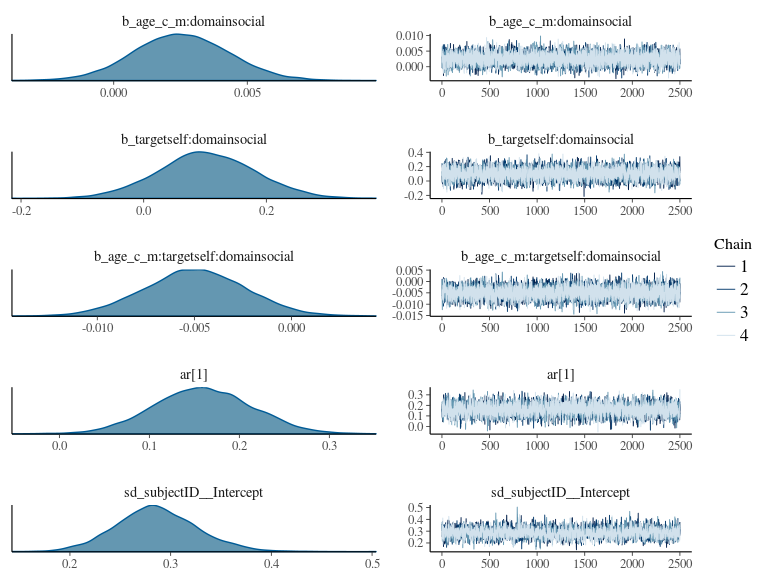 b_age_c_m:domainsocial
0.000 0.005
b_age_c_m:domainsocial
0.010
0.005
0.000
0 500 1000 1500 2000 2500
b_targetself:domainsocial
-0.2 0.0 0.2
b_targetself:domainsocial
0.4
0.2
0.0
-0.2
0 500 1000 1500 2000 2500
b_age_c_m:targetself:domainsocial
-0.010 -0.005 0.000
b_age_c_m:targetself:domainsocial
0.005
0.000
-0.005
-0.010
-0.015
0 500 1000 1500 2000 2500
ar[1]
0.0 0.1 0.2 0.3
ar[1]
0.3
0.2
0.1
0.0
0 500 1000 1500 2000 2500
sd_subjectID__Intercept
0.2 0.3 0.4 0.5
sd_subjectID__Intercept
0.5
0.4
0.3
0.2
0 500 1000 1500 2000 2500
Chain
1
2
3
4